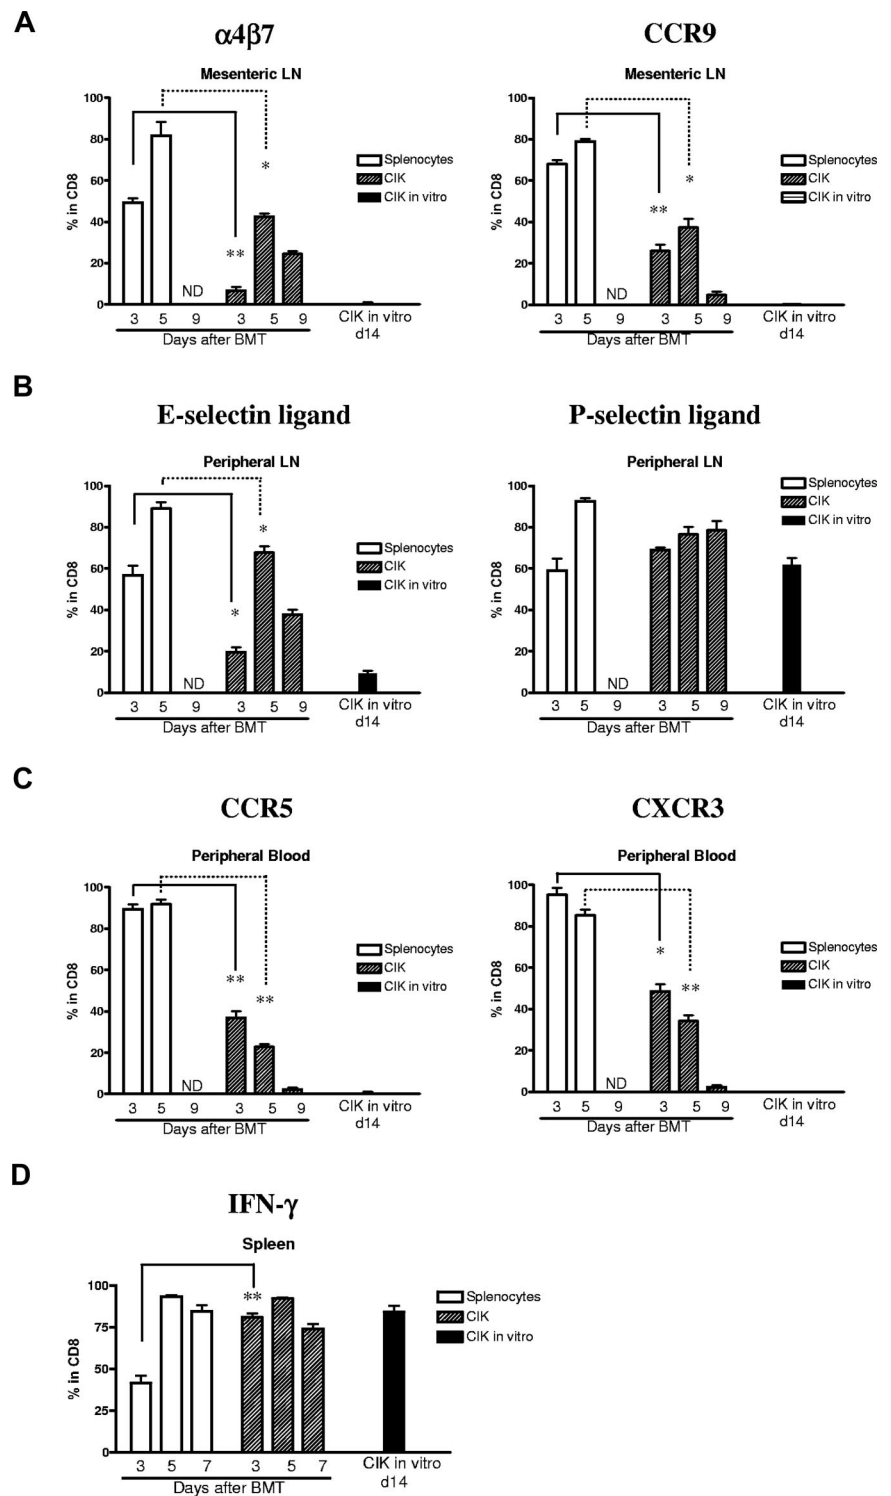 A
α4β7
Mesenteric LN
% in CD8
100
80
60
40
20
0
* 
**
ND
3 5 9 3 5 9
Days after BMT
CIK in vitro
d14
Splenocytes
CIK
CIK in vitro
CCR9
Mesenteric LN
% in CD8
100
80
60
40
20
0
**
*
ND
3 5 9 3 5 9
Days after BMT
CIK in vitro
d14
Splenocytes
CIK
CIK in vitro
B
E-selectin ligand
Peripheral LN
% in CD8
100
80
60
40
20
0
*
*
ND
3 5 9 3 5 9
Days after BMT
CIK in vitro
d14
Splenocytes
CIK
CIK in vitro
P-selectin ligand
Peripheral LN
% in CD8
100
80
60
40
20
0
ND
3 5 9 3 5 9
Days after BMT
CIK in vitro
d14
Splenocytes
CIK
CIK in vitro
C
CCR5
Peripheral Blood
% in CD8
100
80
60
40
20
0
**
**
ND
3 5 9 3 5 9
Days after BMT
CIK in vitro
d14
Splenocytes
CIK
CIK in vitro
CXCR3
Peripheral Blood
% in CD8
100
80
60
40
20
0
*
**
ND
3 5 9 3 5 9
Days after BMT
CIK in vitro
d14
Splenocytes
CIK
CIK in vitro
D
IFN-γ
Spleen
% in CD8
100
75
50
25
0
**
3 5 7 3 5 7
Days after BMT
CIK in vitro
d14
Splenocytes
CIK
CIK in vitro